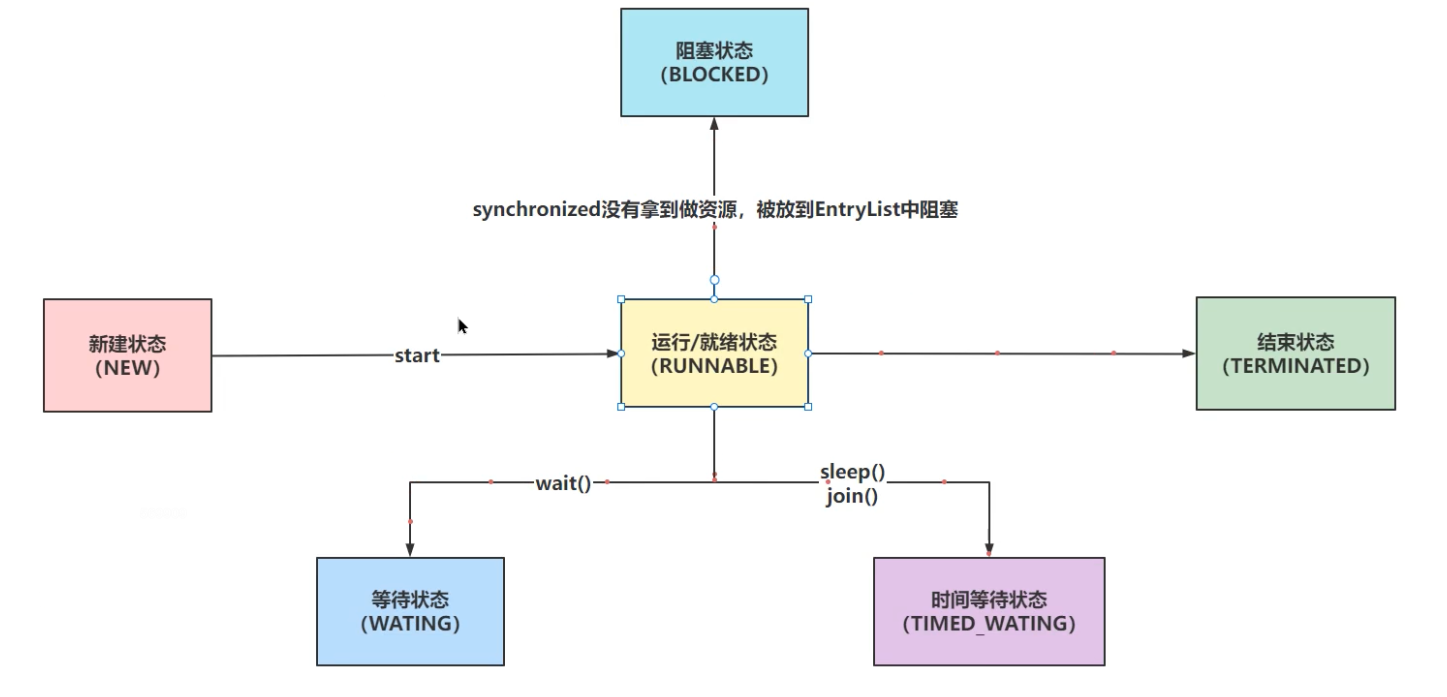 阻塞状态
（BLOCKED）
synchronized没有拿到做资源，被放到EntryList中阻塞
新建状态
（NEW）
start
运行/就绪状态
（RUNNABLE）
结束状态
（TERMINATED）
wait()
sleep()
join()
等待状态
（WATING）
时间等待状态
（TIMED_WATING）